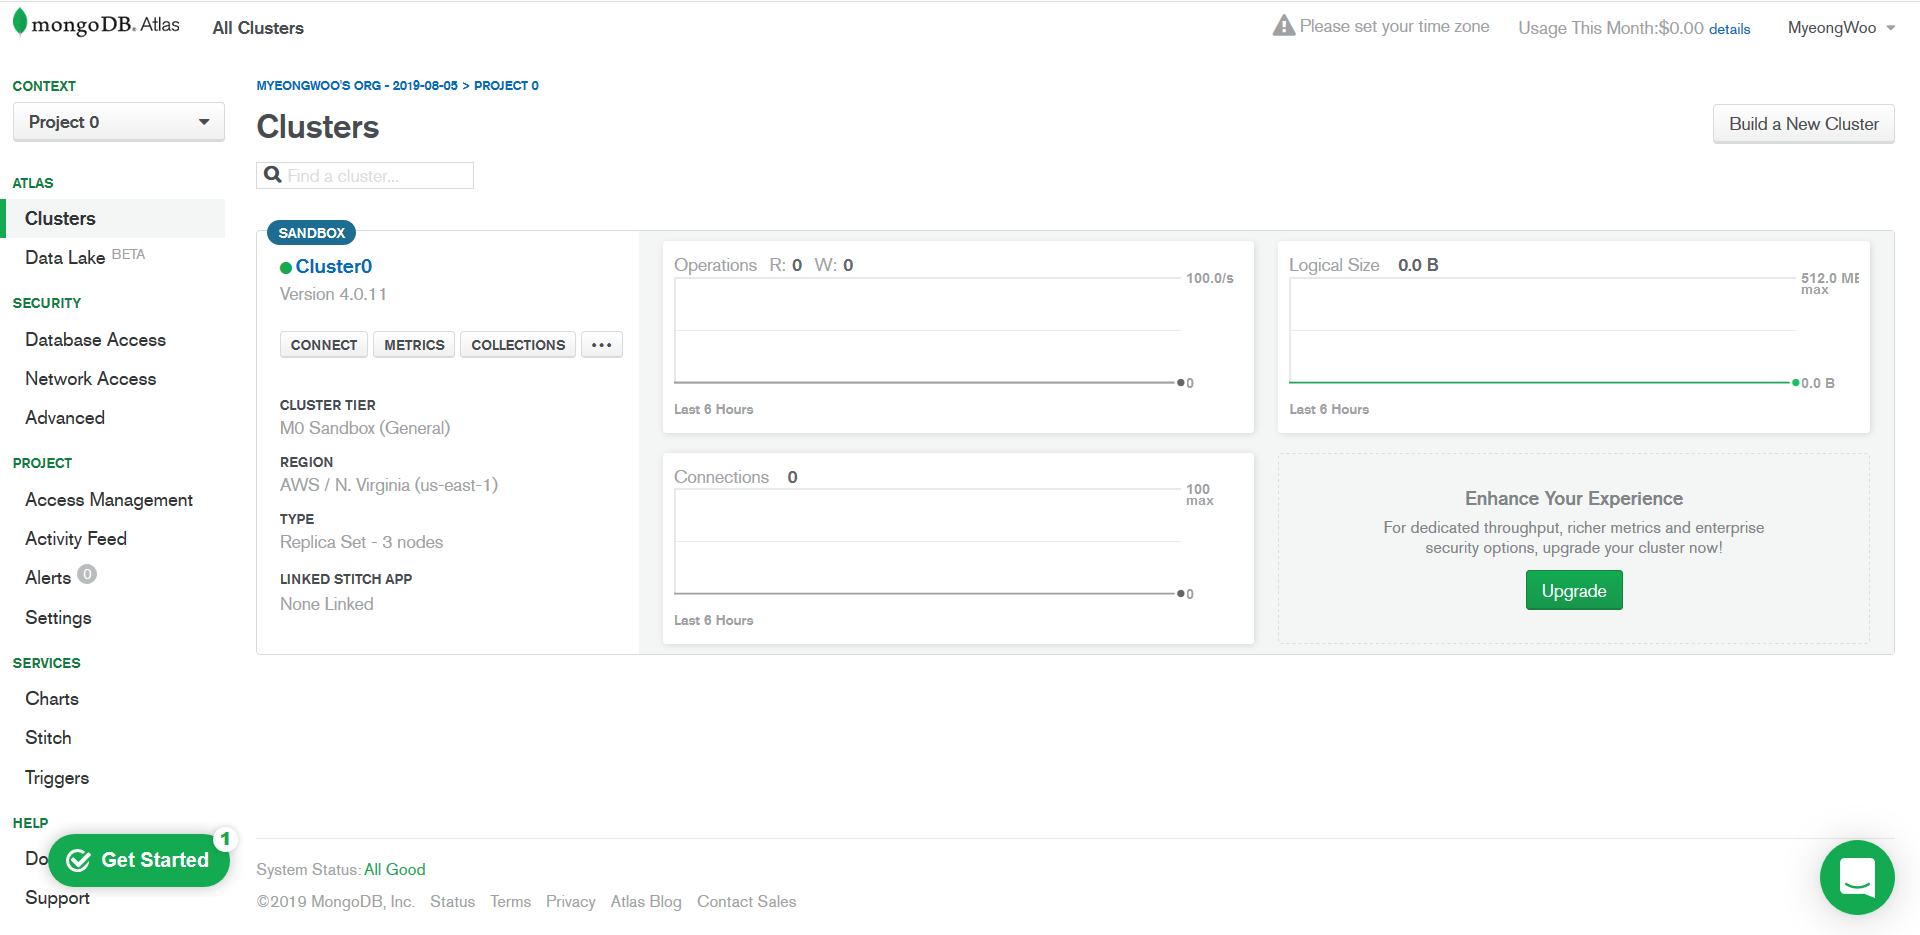 mongoDB. Atlas
All Clusters
Please set your time zone
Usage This Month:$0.00 details
MyeongWoo
CONTEXT
Project 0
ATLAS
Clusters
Data Lake BETA
SECURITY
Database Access
Network Access
Advanced
PROJECT
Access Management
Activity Feed
Alerts 0
Settings
SERVICES
Charts
Stitch
Triggers
HELP
Do
Get Started
1
Support
MYEONGWOO'S ORG - 2019-08-05 > PROJECT 0
Clusters
Build a New Cluster
Find a cluster...
SANDBOX
Cluster0
Version 4.0.11
CONNECT
METRICS
COLLECTIONS
...
CLUSTER TIER
M0 Sandbox (General)
REGION
AWS / N. Virginia (us-east-1)
TYPE
Replica Set - 3 nodes
LINKED STITCH APP
None Linked
Operations R: 0 W: 0
100.0/s
0
Last 6 Hours
Logical Size 0.0 B
512.0 MB
max
0.0 B
Last 6 Hours
Connections 0
100
max
0
Last 6 Hours
Enhance Your Experience
For dedicated throughput, richer metrics and enterprise
security options, upgrade your cluster now!
Upgrade
System Status: All Good
©2019 MongoDB, Inc. Status Terms Privacy Atlas Blog Contact Sales